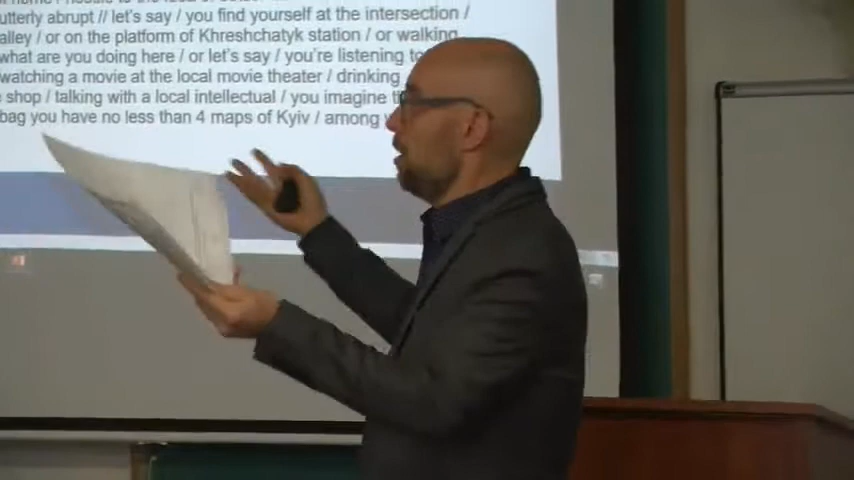 utterly abrupt // let's say / you find yourself at the intersection /
valley / or on the platform of Khreshchatyk station / or walking
what are you doing here / or let's say / you're listening to
watching a movie at the local movie theater / drinking
shop / talking with a local intellectual / you imagine
bag you have no less than 4 maps of Kyiv / among